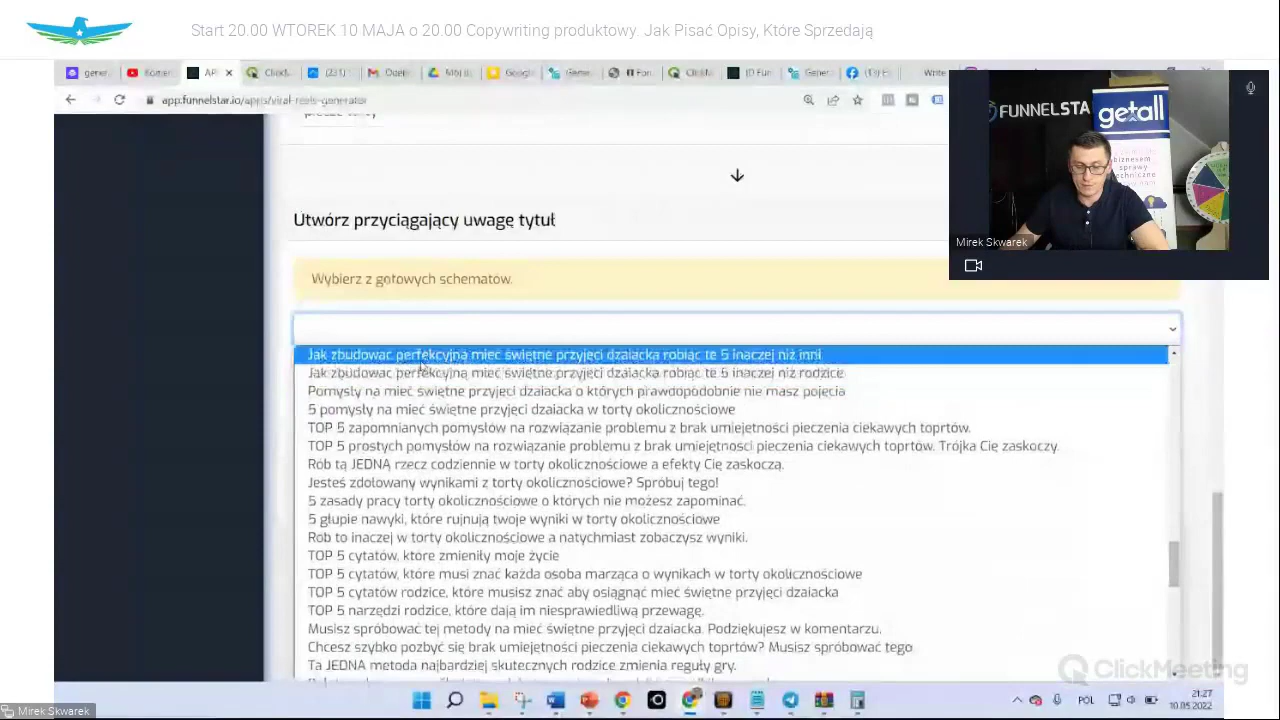 Start 20.00 WTOREK 10 MAJA o 20.00 Copywriting produktowy. Jak Pisać Opisy, Które Sprzedają
app.funnelstar.io/apps/viral-reels-generator
FUNNELSTA
getall
biznesem
sprawy
techniczne
Mirek Skwarek
Utwórz przyciągający uwagę tytuł
Wybierz z gotowych schematów.
Jak zbudować perfekcyjną mieć świetne przyjęci dzaiacka robiąc te 5 inaczej niż inni
Jak zbudować perfekcyjną mieć świetne przyjęci dzaiacka robiąc te 5 inaczej niż rodzice
Pomysły na mieć świetne przyjęci dzaiacka o których prawdopodobnie nie masz pojęcia
5 pomysły na mieć świetne przyjęci dzaiacka w torty okolicznościowe
TOP 5 zapomnianych pomysłów na rozwiązanie problemu z brak umiejętności pieczenia ciekawych toprtów.
TOP 5 prostych pomysłów na rozwiązanie problemu z brak umiejętności pieczenia ciekawych toprtów. Trójka Cię zaskoczy.
Rób tą JEDNĄ rzecz codziennie w torty okolicznościowe a efekty Cię zaskoczą.
Jesteś zdołowany wynikami z torty okolicznościowe? Spróbuj tego!
5 zasady pracy torty okolicznościowe o których nie możesz zapominać.
5 głupie nawyki, które rujnują twoje wyniki w torty okolicznościowe
Rob to inaczej w torty okolicznościowe a natychmiast zobaczysz wyniki.
TOP 5 cytatów, które zmieniły moje życie
TOP 5 cytatów, które musi znać każda osoba marząca o wynikach w torty okolicznościowe
TOP 5 cytatów rodzice, które musisz znać aby osiągnąć mieć świetne przyjęci dzaiacka
TOP 5 narzędzi rodzice, które dają im niesprawiedliwą przewagę.
Musisz spróbować tej metody na mieć świetne przyjęci dzaiacka. Podziękujesz w komentarzu.
Chcesz szybko pozbyć się brak umiejętności pieczenia ciekawych toprtów? Musisz spróbować tego
Ta JEDNA metoda najbardziej skutecznych rodzice zmienia reguły gry.
ClickMeeting
POL
21:27
10.05.2022
Mirek Skwarek